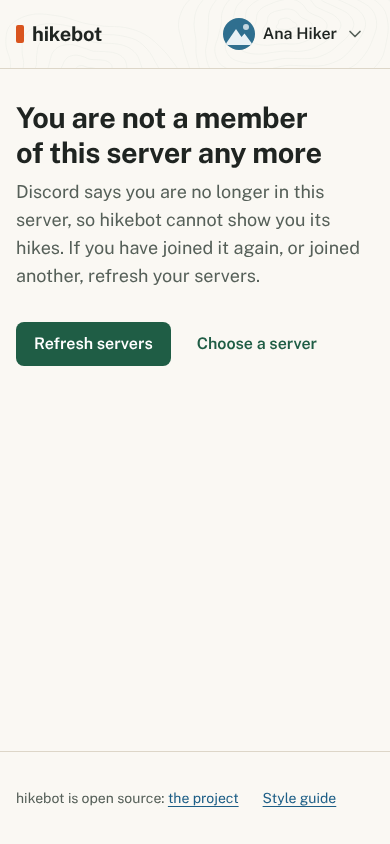 hikebot
Ana Hiker
You are not a member
of this server any more
Discord says you are no longer in this
server, so hikebot cannot show you its
hikes. If you have joined it again, or joined
another, refresh your servers.
Refresh servers
Choose a server
hikebot is open source: the project
Style guide